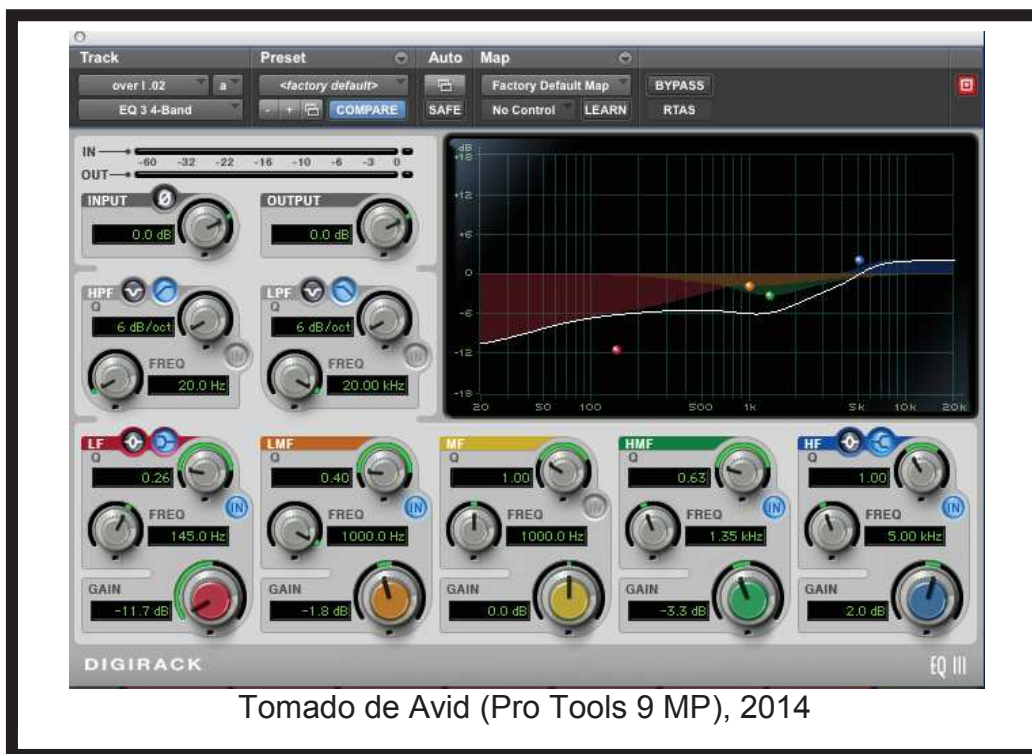 Track Preset Auto Map
over l .02 a <factory default> Factory Default Map BYPASS
EQ 3 4-Band - + COMPARE SAFE No Control LEARN RTAS
IN
-60 -32 -22 -16 -10 -6 -3 0
OUT
INPUT Ø OUTPUT
0.0 dB 0.0 dB
HPF LPF
Q Q
6 dB/oct 6 dB/oct
IN IN
FREQ FREQ
20.0 Hz 20.00 kHz
dB
+18
+12
+6
0
-6
-12
-18
20 50 100 500 1k 5k 10k 20k
LF LMF MF HMF HF
Q Q Q Q Q
0.26 0.40 1.00 0.63 1.00
IN IN IN IN IN
FREQ FREQ FREQ FREQ FREQ
145.0 Hz 1000.0 Hz 1000.0 Hz 1.35 kHz 5.00 kHz
GAIN GAIN GAIN GAIN GAIN
-11.7 dB -1.8 dB 0.0 dB -3.3 dB 2.0 dB
DIGIRACK EQ III
Tomado de Avid (Pro Tools 9 MP), 2014